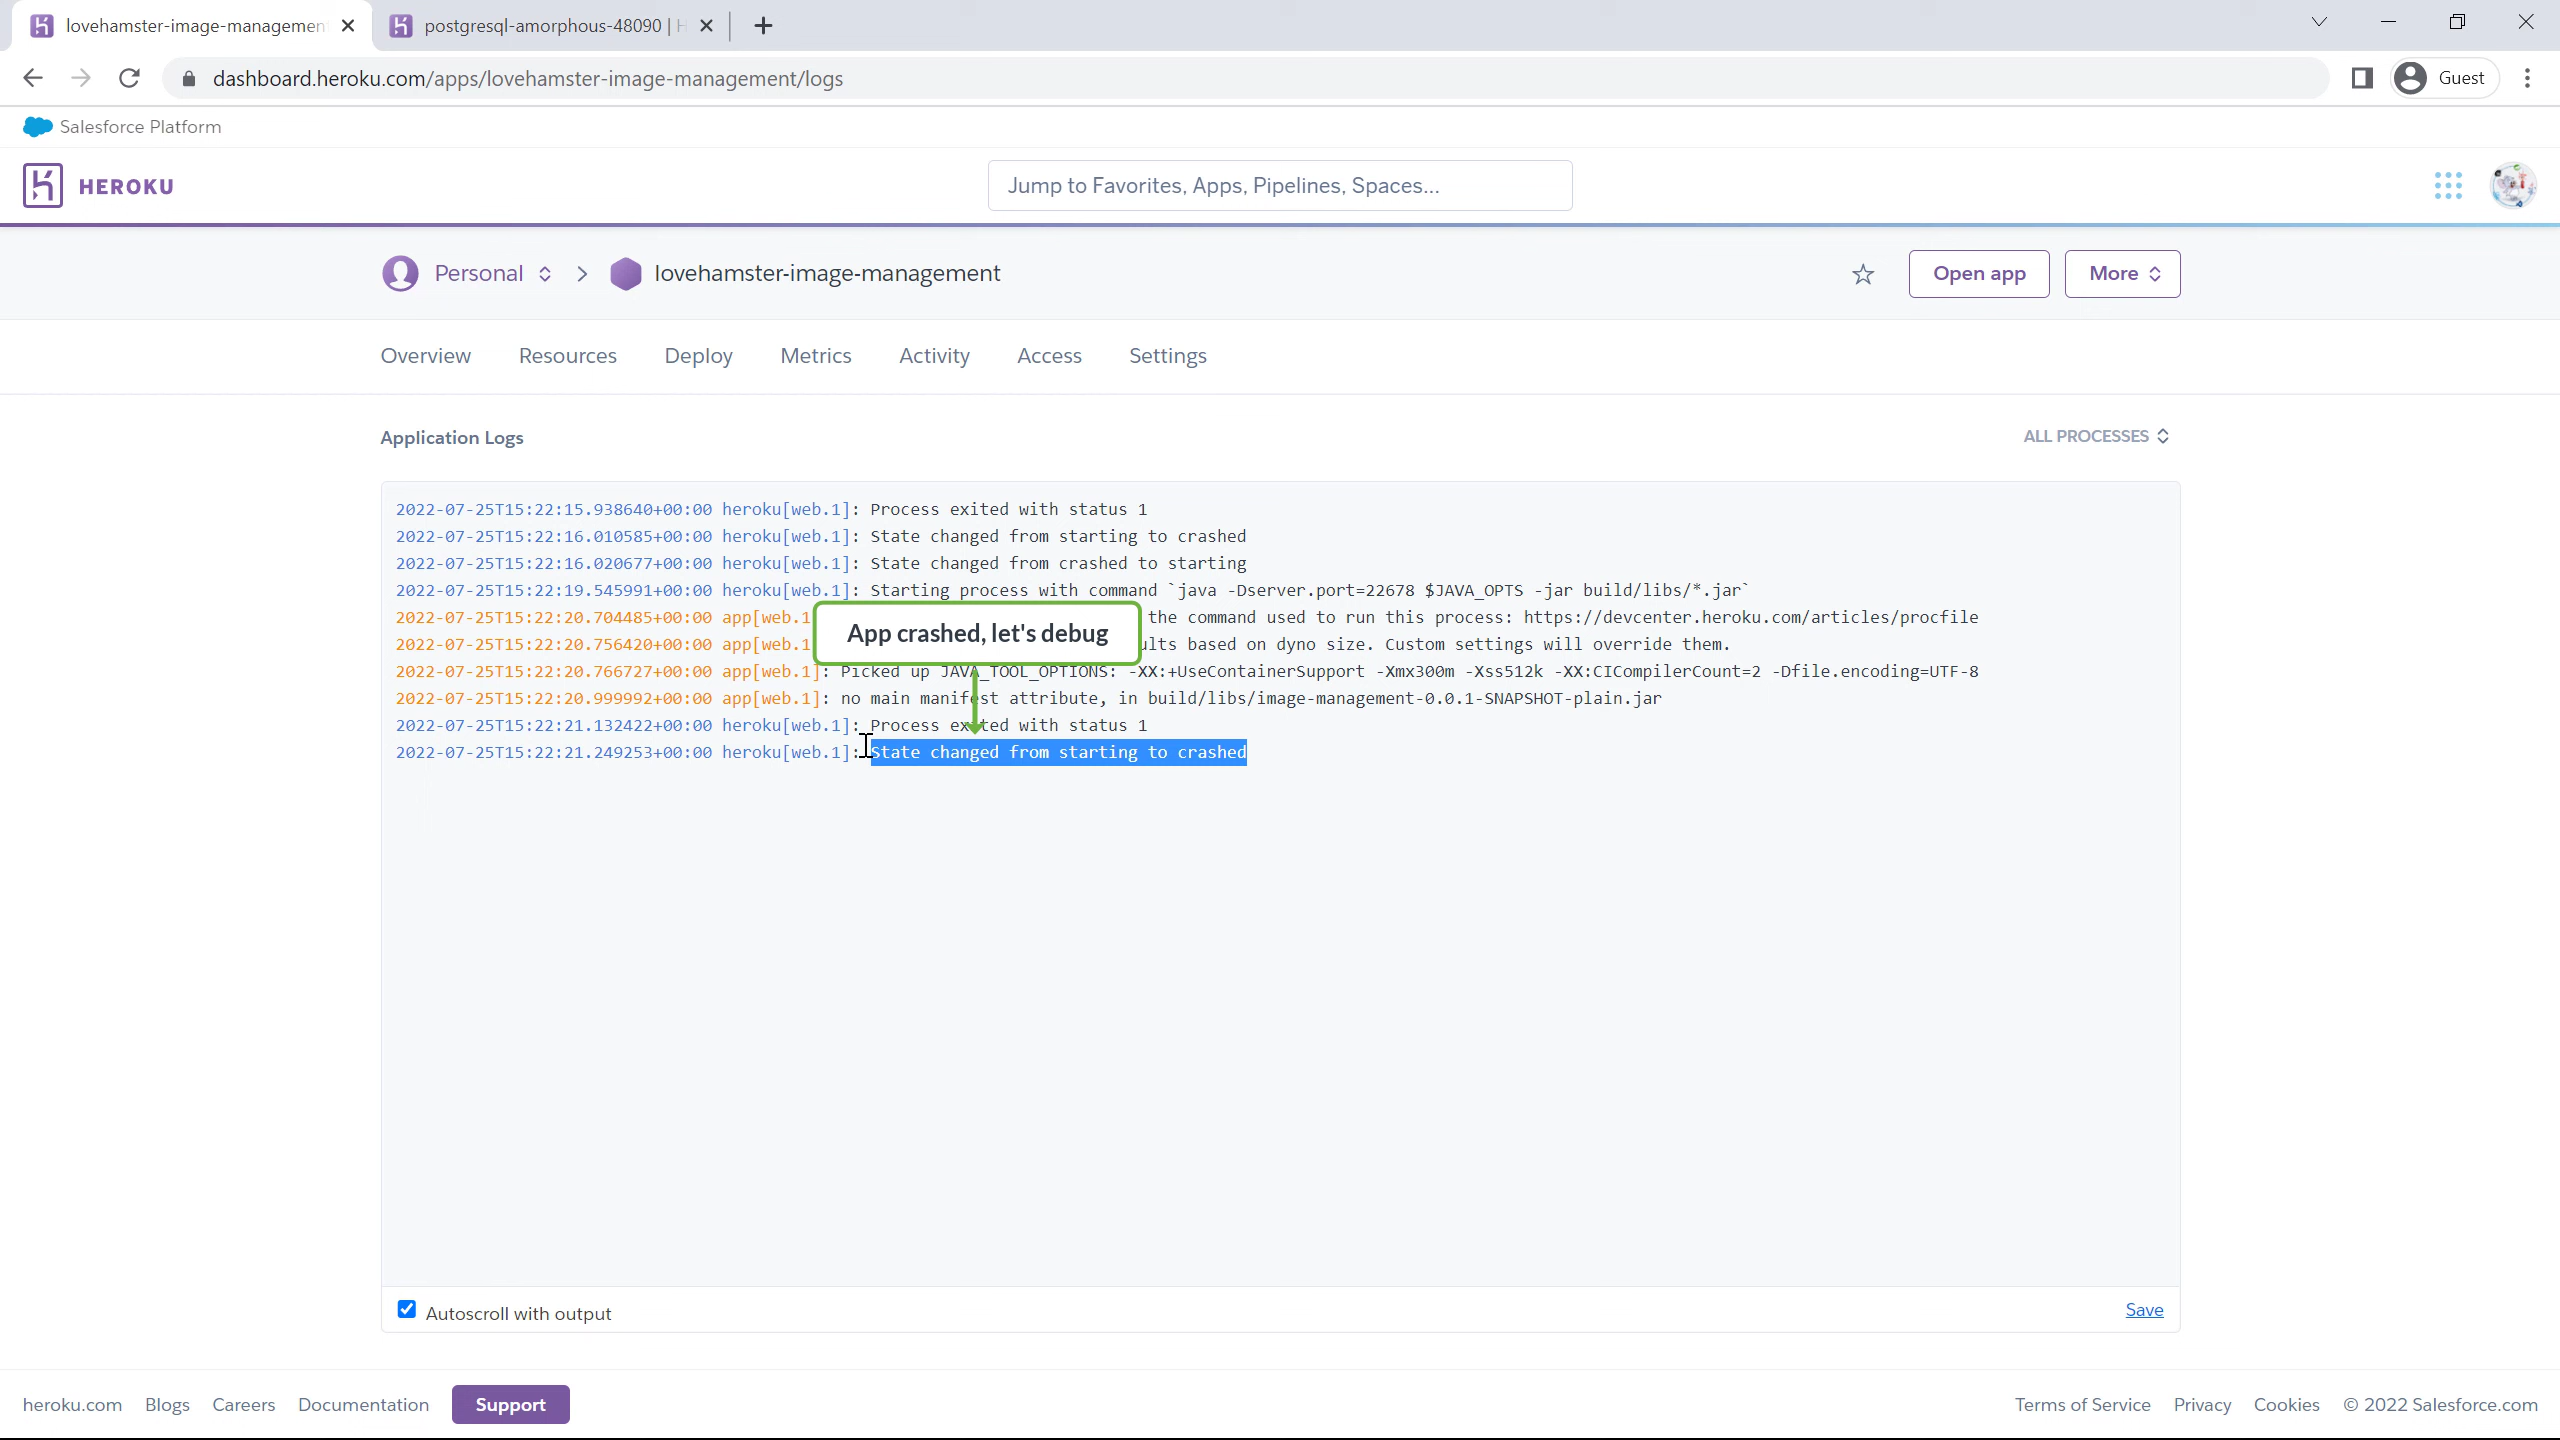 lovehamster-image-managemen
postgresql-amorphous-48090 | H
dashboard.heroku.com/apps/lovehamster-image-management/logs
Guest
Salesforce Platform
HEROKU
Jump to Favorites, Apps, Pipelines, Spaces...
Personal
lovehamster-image-management
Open app
More
Overview
Resources
Deploy
Metrics
Activity
Access
Settings
Application Logs
ALL PROCESSES
2022-07-25T15:22:15.938640+00:00 heroku[web.1]: Process exited with status 1
2022-07-25T15:22:16.010585+00:00 heroku[web.1]: State changed from starting to crashed
2022-07-25T15:22:16.020677+00:00 heroku[web.1]: State changed from crashed to starting
2022-07-25T15:22:19.545991+00:00 heroku[web.1]: Starting process with command `java -Dserver.port=22678 $JAVA_OPTS -jar build/libs/*.jar`
2022-07-25T15:22:20.704485+00:00 app[web.1 the command used to run this process: https://devcenter.heroku.com/articles/procfile
App crashed, let's debug
2022-07-25T15:22:20.756420+00:00 app[web.1 ults based on dyno size. Custom settings will override them.
2022-07-25T15:22:20.766727+00:00 app[web.1]: Picked up JAVA_TOOL_OPTIONS: -XX:+UseContainerSupport -Xmx300m -Xss512k -XX:CICompilerCount=2 -Dfile.encoding=UTF-8
2022-07-25T15:22:20.999992+00:00 app[web.1]: no main manifest attribute, in build/libs/image-management-0.0.1-SNAPSHOT-plain.jar
2022-07-25T15:22:21.132422+00:00 heroku[web.1]: Process exited with status 1
2022-07-25T15:22:21.249253+00:00 heroku[web.1]: State changed from starting to crashed
Autoscroll with output
Save
heroku.com
Blogs
Careers
Documentation
Support
Terms of Service
Privacy
Cookies
© 2022 Salesforce.com